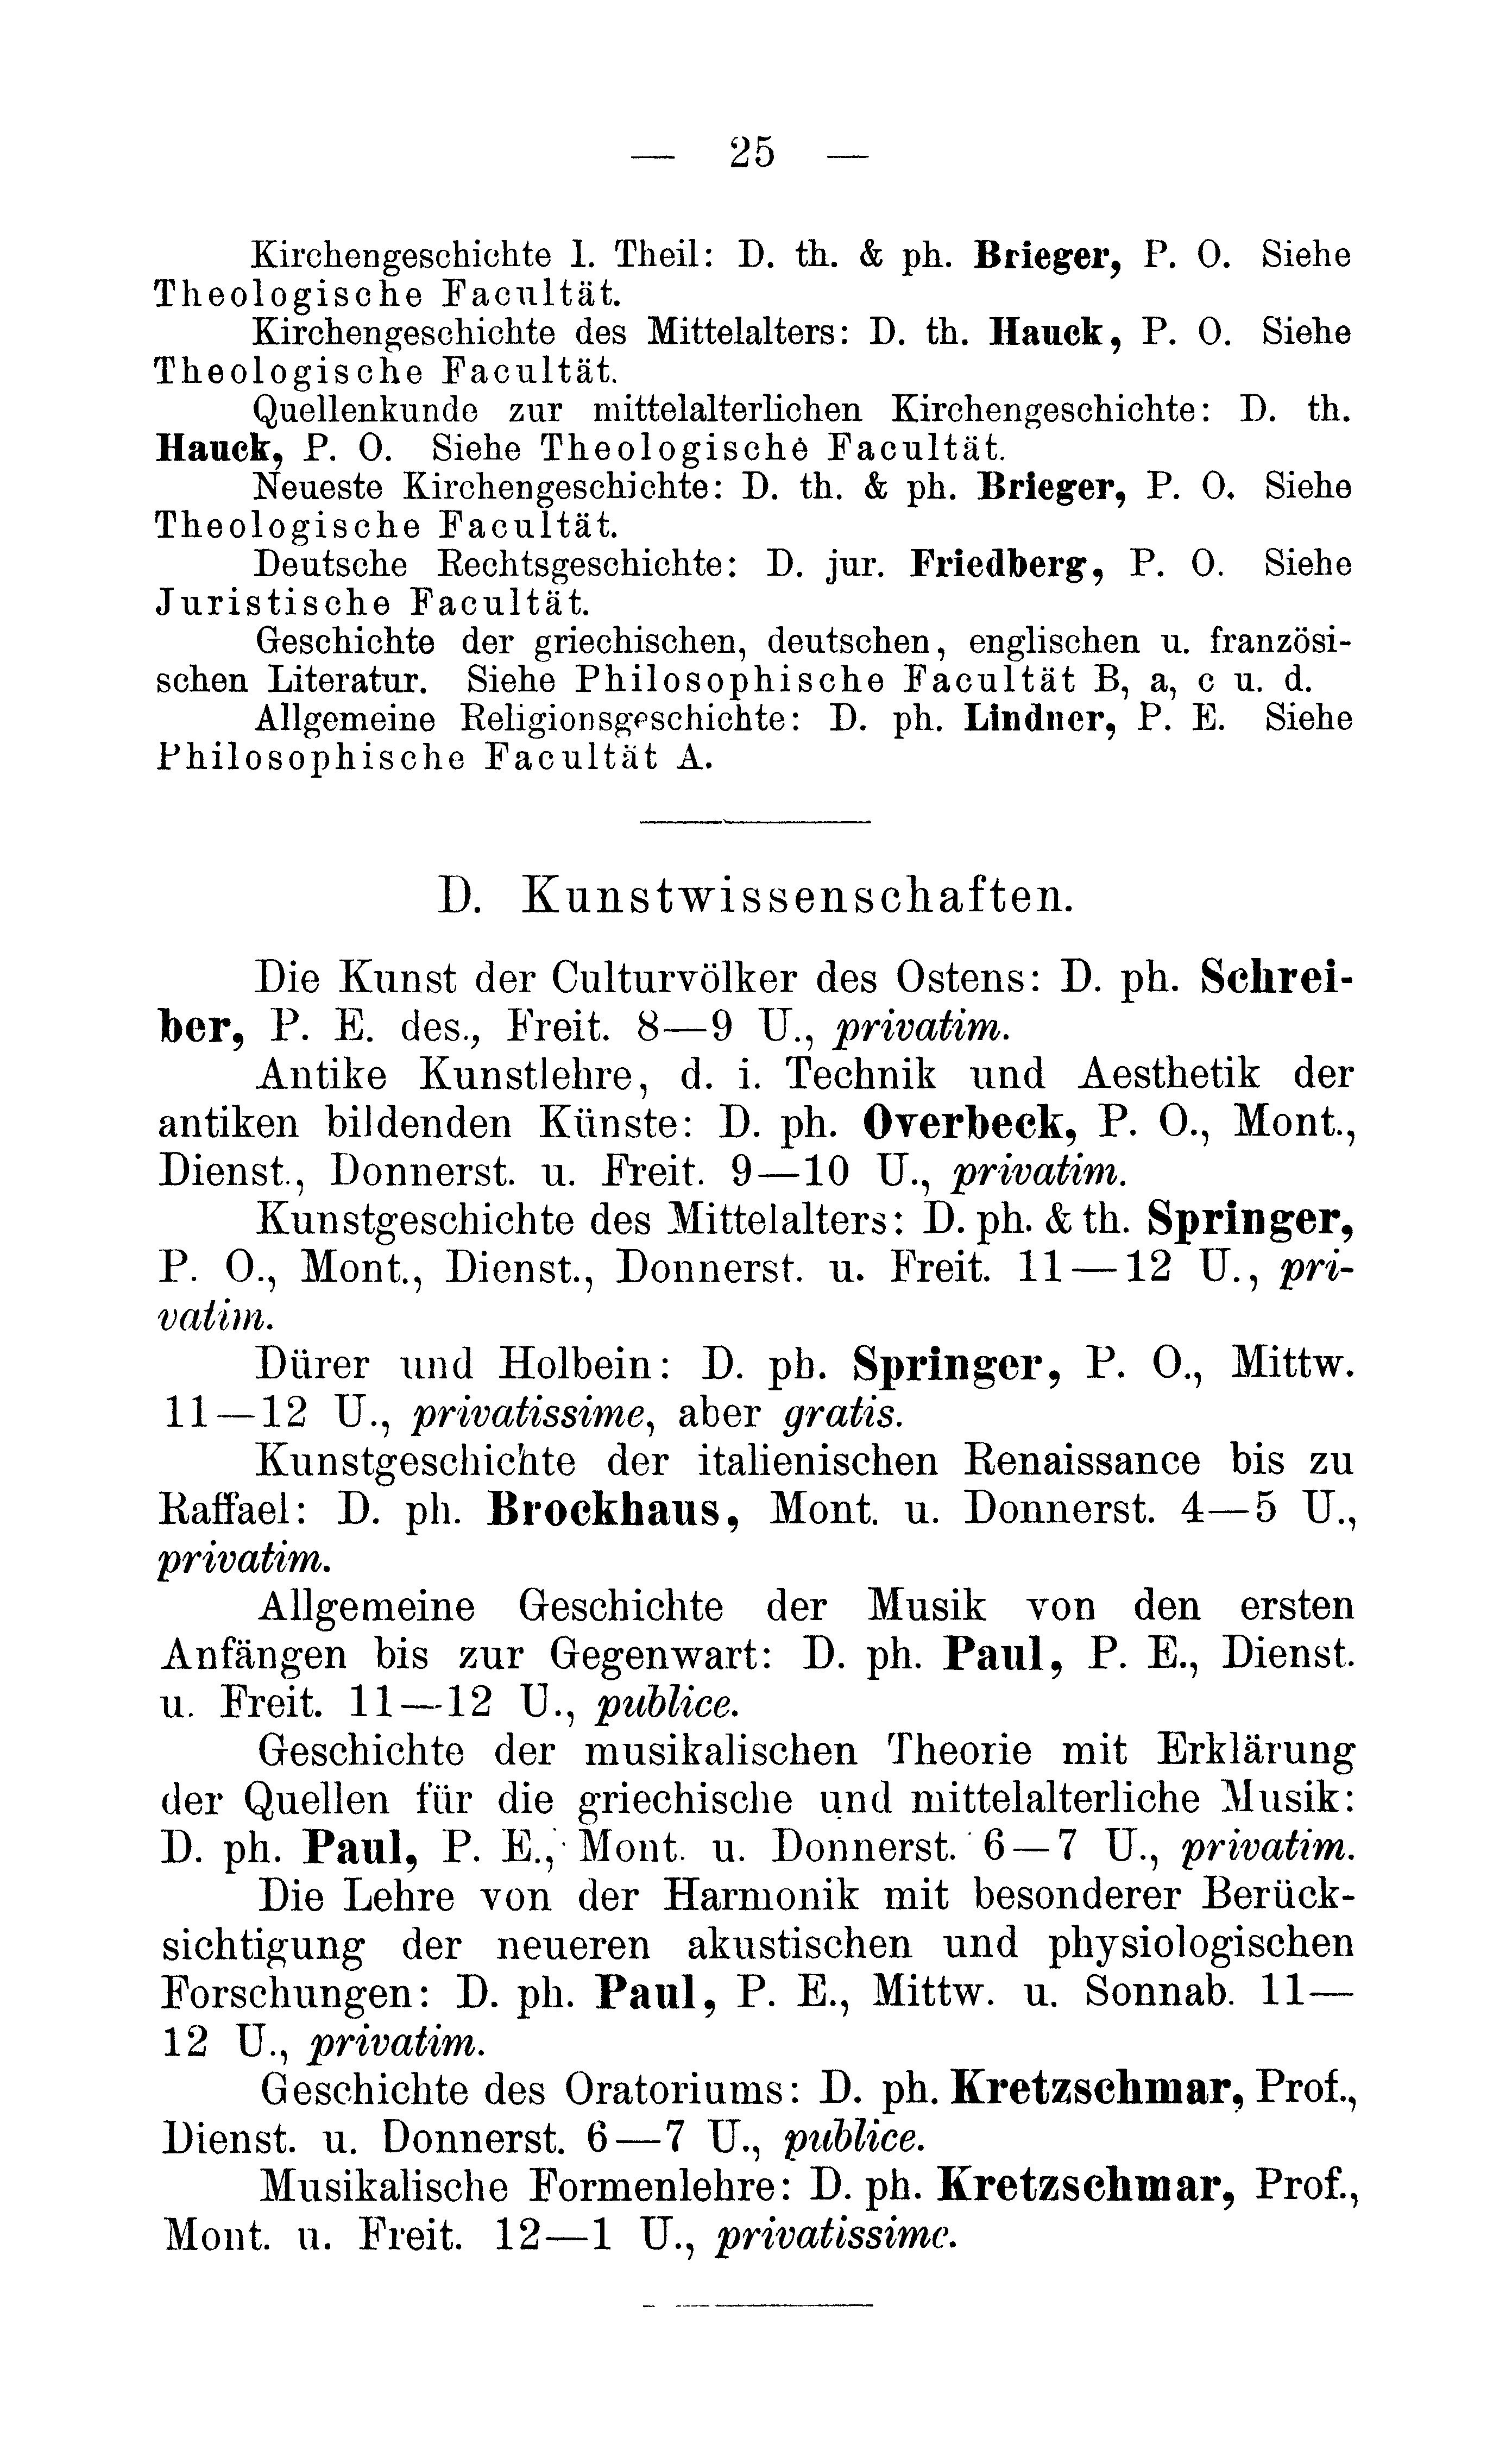 — 25 —
Kirchengeschichte 1. Theil: D. th. & ph. Brieger, P. O. Siehe
Theologische Facultät.
Kirchengeschichte des Mittelalters: D. th. Hauck, P. O. Siehe
Theologische Facultät.
Quellenkunde zur mittelalterlichen Kirchengeschichte: D. th.
Hauck, P. O. Siehe Theologische Facultät.
Neueste Kirchengeschichte: D. th. & ph. Brieger, P. O. Siehe
Theologische Facultät.
Deutsche Rechtsgeschichte: D. jur. Friedberg, P. O. Siehe
Juristische Facultät.
Geschichte der griechischen, deutschen, englischen u. französi-
schen Literatur. Siehe Philosophische Facultät B, a, c u. d.
Allgemeine Religionsgeschichte: D. ph. Lindner, P. E. Siehe
Philosophische Facultät A.
D. Kunstwissenschaften.
Die Kunst der Culturvölker des Ostens: D. ph. Schrei-
ber, P. E. des., Freit. 8—9 U., privatim.
Antike Kunstlehre, d. i. Technik und Aesthetik der
antiken bildenden Künste: D. ph. Overbeck, P. O., Mont.,
Dienst., Donnerst. u. Freit. 9—10 U., privatim.
Kunstgeschichte des Mittelalters: D. ph. & th. Springer,
P. O., Mont., Dienst., Donnerst. u. Freit. 11—12 U., pri-
vatim.
Dürer und Holbein: D. ph. Springer, P. O., Mittw.
11—12 U., privatissime, aber gratis.
Kunstgeschichte der italienischen Renaissance bis zu
Raffael: D. ph. Brockhaus, Mont. u. Donnerst. 4—5 U.,
privatim.
Allgemeine Geschichte der Musik von den ersten
Anfängen bis zur Gegenwart: D. ph. Paul, P. E., Dienst.
u. Freit. 11—12 U., publice.
Geschichte der musikalischen Theorie mit Erklärung
der Quellen für die griechische und mittelalterliche Musik:
D. ph. Paul, P. E., Mont. u. Donnerst. 6—7 U., privatim.
Die Lehre von der Harmonik mit besonderer Berück-
sichtigung der neueren akustischen und physiologischen
Forschungen: D. ph. Paul, P. E., Mittw. u. Sonnab. 11—
12 U., privatim.
Geschichte des Oratoriums: D. ph. Kretzschmar, Prof.,
Dienst. u. Donnerst. 6—7 U., publice.
Musikalische Formenlehre: D. ph. Kretzschmar, Prof.,
Mont. u. Freit. 12—1 U., privatissime.